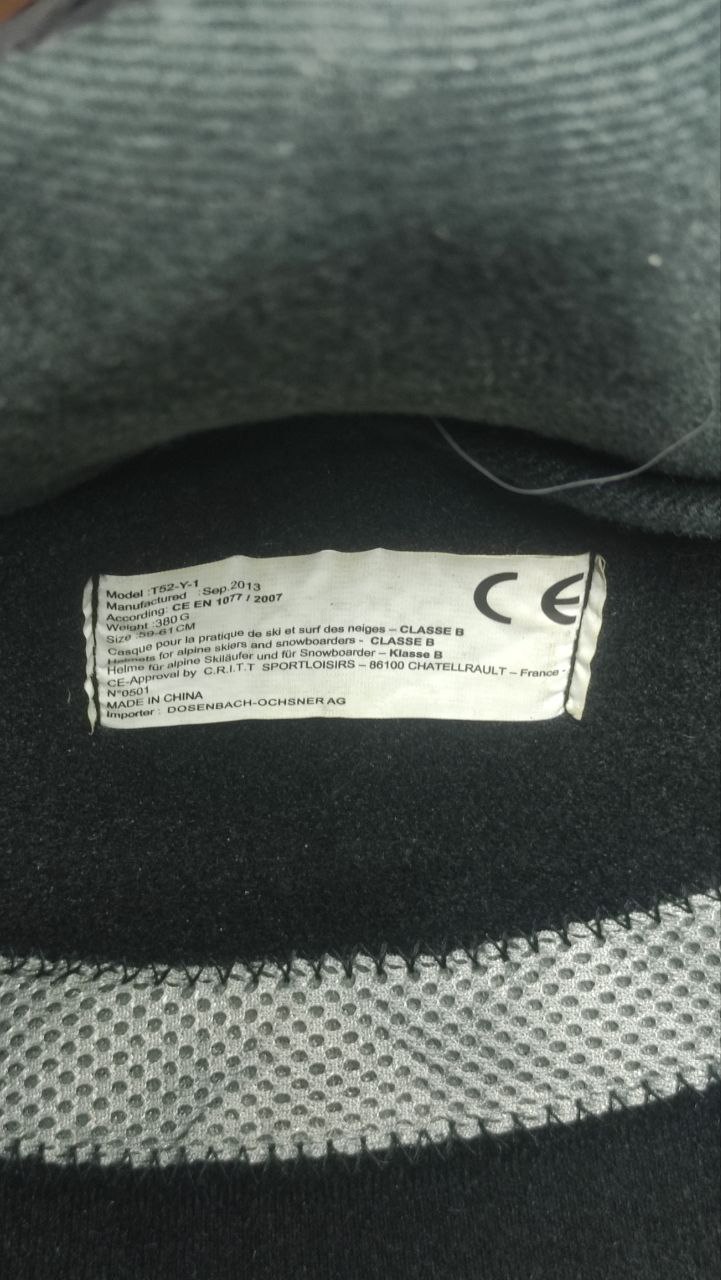 Model :T52-Y-1
Manufactured :Sep.2013
According: CE EN 1077 / 2007
Weight :380 G
Size :59-61 CM
Casque pour la pratique de ski et surf des neiges – CLASSE B
Helmets for alpine skiers and snowboarders - CLASSE B
Helme für alpine Skiläufer und für Snowboarder – Klasse B
CE-Approval by C.R.I.T.T SPORTLOISIRS – 86100 CHATELLRAULT – France -
N°0501
MADE IN CHINA
Importer : DOSENBACH-OCHSNER AG
CE